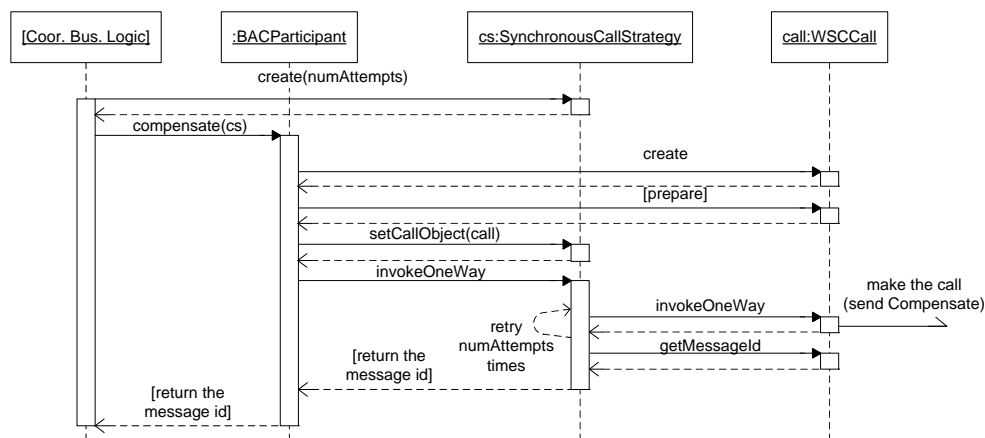 [Coor. Bus. Logic]
:BACParticipant
cs:SynchronousCallStrategy
call:WSCCall
create(numAttempts)
compensate(cs)
create
[prepare]
setCallObject(call)
invokeOneWay
make the call
(send Compensate)
invokeOneWay
retry
numAttempts
times
getMessageId
[return the
message id]
[return the
message id]